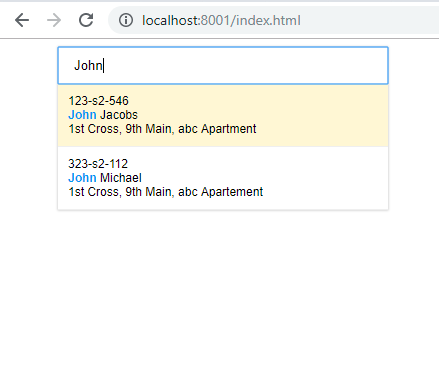 localhost:8001/index.html
John
123-s2-546
John Jacobs
1st Cross, 9th Main, abc Apartment
323-s2-112
John Michael
1st Cross, 9th Main, abc Apartement